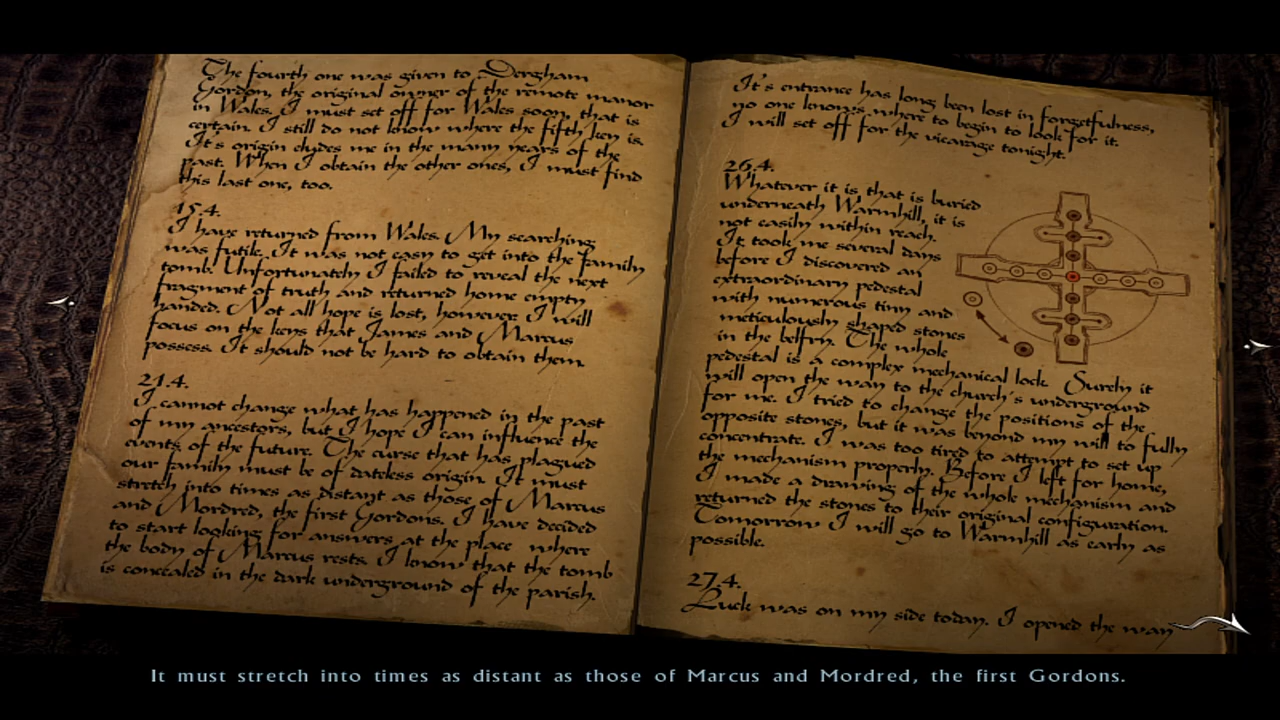 The fourth one was given to Dergham
Gordon, the original owner of the remote manor
in Wales. I must set off for Wales soon, that is
certain. I still do not know where the fifth key is.
It's origin eludes me in the many years of the
past. When I obtain the other ones, I must find
this last one, too.
15.4.
I have returned from Wales. My searching
was futile. It was not easy to get into the family
tomb. Unfortunately I failed to reveal the next
fragment of truth and returned home empty
handed. Not all hope is lost, however. I will
focus on the keys that James and Marcus
possess. It should not be hard to obtain them.
21.4.
I cannot change what has happened in the past
of my ancestors, but I hope I can influence the
events of the future. The curse that has plagued
our family must be of dateless origin. It must
stretch into times as distant as those of Marcus
and Mordred, the first Gordons. I have decided
to start looking for answers at the place where
the body of Marcus rests. I know that the tomb
is concealed in the dark underground of the parish.
It's entrance has long been lost in forgetfulness,
no one knows where to begin to look for it.
I will set off for the vicarage tonight.
26.4.
Whatever it is that is buried
underneath Warmhill, it is
not easily within reach.
It took me several days
before I discovered an
extraordinary pedestal
with numerous tiny and
meticulously shaped stones
in the belfry. The whole
pedestal is a complex mechanical lock. Surely it
will open the way to the church's underground
for me. I tried to change the positions of the
opposite stones, but it was beyond my will to fully
concentrate. I was too tired to attempt to set up
the mechanism properly. Before I left for home,
I made a drawing of the whole mechanism and
returned the stones to their original configuration.
Tomorrow I will go to Warmhill as early as
possible.
27.4.
Luck was on my side today. I opened the way
It must stretch into times as distant as those of Marcus and Mordred, the first Gordons.